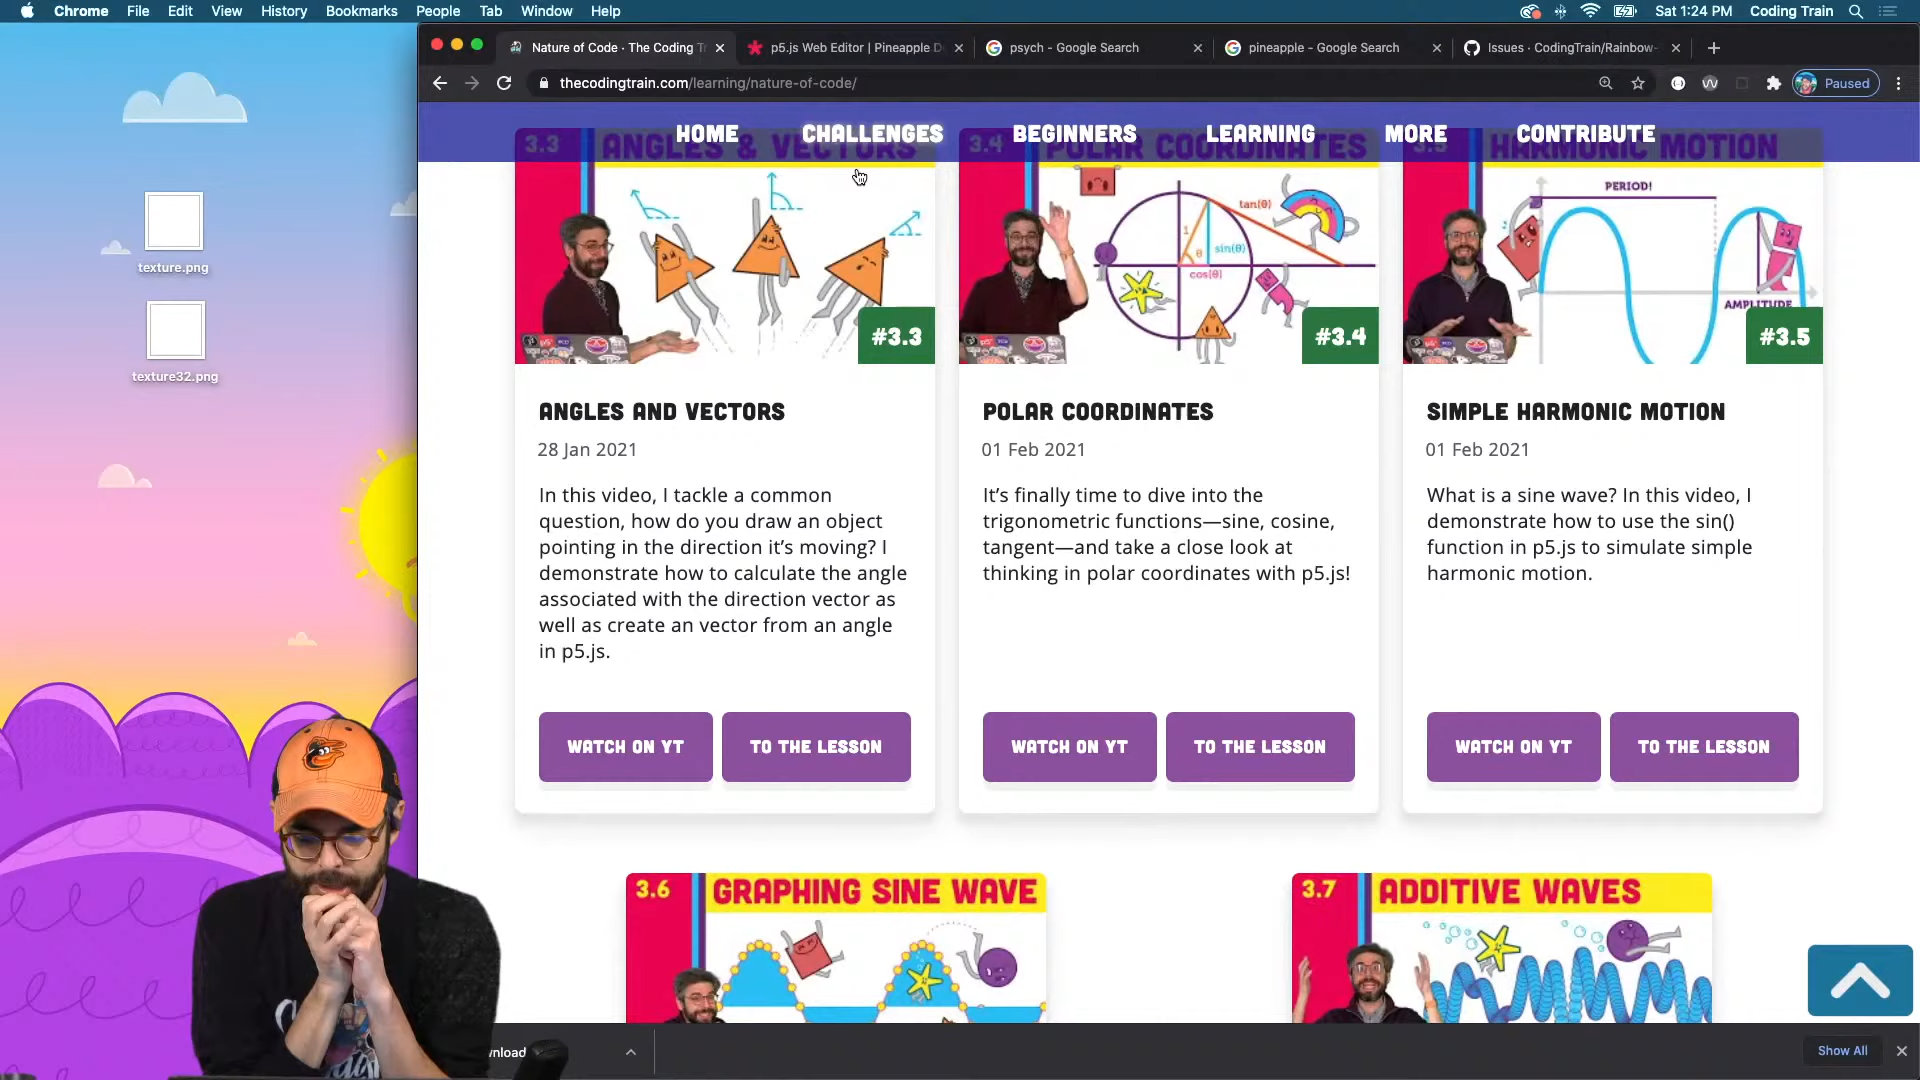 Chrome File Edit View History Bookmarks People Tab Window Help Sat 1:24 PM Coding Train
Nature of Code · The Coding T
p5.js Web Editor | Pineapple D
psych - Google Search
pineapple - Google Search
Issues · CodingTrain/Rainbow-
thecodingtrain.com/learning/nature-of-code/
Paused
HOME CHALLENGES BEGINNERS LEARNING MORE CONTRIBUTE
texture.png
texture32.png
3.3 ANGLES & VECTORS
#3.3
ANGLES AND VECTORS
28 Jan 2021
In this video, I tackle a common
question, how do you draw an object
pointing in the direction it's moving? I
demonstrate how to calculate the angle
associated with the direction vector as
well as create an vector from an angle
in p5.js.
WATCH ON YT TO THE LESSON
3.4 POLAR COORDINATES
tan(θ)
1
sin(θ)
θ
cos(θ)
#3.4
POLAR COORDINATES
01 Feb 2021
It’s finally time to dive into the
trigonometric functions—sine, cosine,
tangent—and take a close look at
thinking in polar coordinates with p5.js!
WATCH ON YT TO THE LESSON
3.5 HARMONIC MOTION
PERIOD!
AMPLITUDE
#3.5
SIMPLE HARMONIC MOTION
01 Feb 2021
What is a sine wave? In this video, I
demonstrate how to use the sin()
function in p5.js to simulate simple
harmonic motion.
WATCH ON YT TO THE LESSON
3.6 GRAPHING SINE WAVE
3.7 ADDITIVE WAVES
wnload
Show All